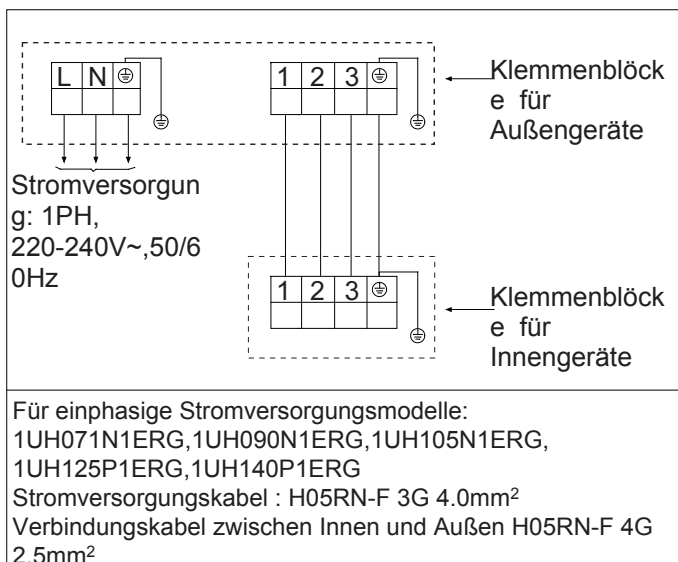 L N 1 2 3
Klemmenblöck
e für
Außengeräte
Stromversorgun
g: 1PH,
220-240V~,50/6
0Hz
1 2 3
Klemmenblöck
e für
Innengeräte
Für einphasige Stromversorgungsmodelle:
1UH071N1ERG,1UH090N1ERG,1UH105N1ERG,
1UH125P1ERG,1UH140P1ERG
Stromversorgungskabel : H05RN-F 3G 4.0mm²
Verbindungskabel zwischen Innen und Außen H05RN-F 4G
2.5mm²